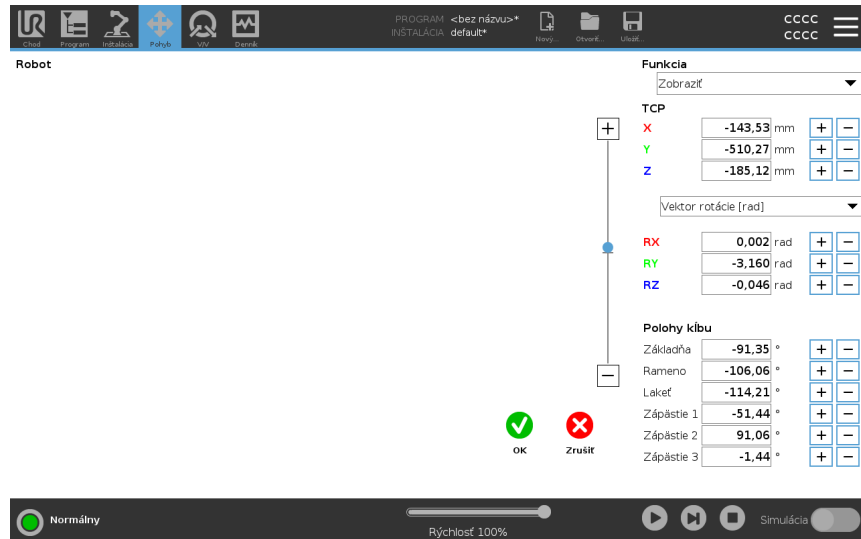 UR
Chod
Program
Inštalácia
Pohyb
V/V
Denník
PROGRAM <bez názvu>*
INŠTALÁCIA default*
Nový...
Otvoriť...
Uložiť...
CCCC
CCCC
Robot
Funkcia
Zobraziť
TCP
X -143,53 mm + −
Y -510,27 mm + −
Z -185,12 mm + −
Vektor rotácie [rad]
RX 0,002 rad + −
RY -3,160 rad + −
RZ -0,046 rad + −
Polohy kĺbu
Základňa -91,35 ° + −
Rameno -106,06 ° + −
Lakeť -114,21 ° + −
Zápästie 1 -51,44 ° + −
Zápästie 2 91,06 ° + −
Zápästie 3 -1,44 ° + −
+
−
OK
Zrušiť
Normálny
Rýchlosť 100%
Simulácia